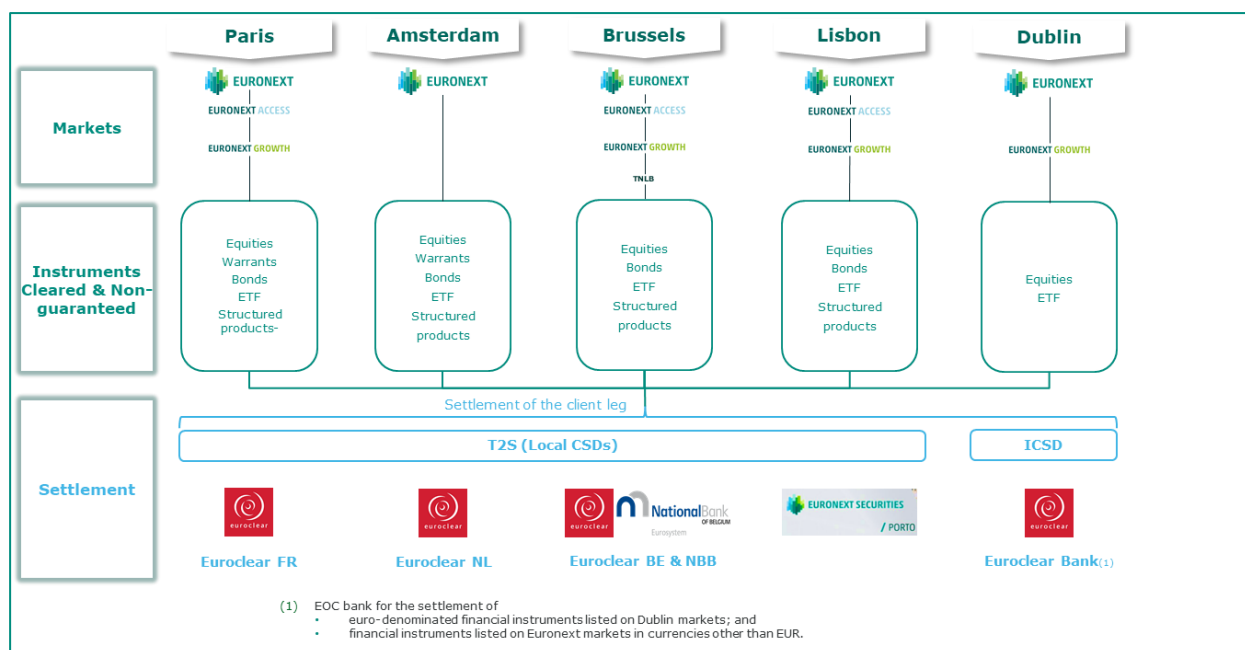 Paris
Amsterdam
Brussels
Lisbon
Dublin
Markets
EURONEXT
EURONEXT ACCESS
EURONEXT GROWTH
EURONEXT
EURONEXT
EURONEXT ACCESS
EURONEXT GROWTH
TNLB
EURONEXT
EURONEXT ACCESS
EURONEXT GROWTH
EURONEXT
EURONEXT GROWTH
Instruments
Cleared & Non-
guaranteed
Equities
Warrants
Bonds
ETF
Structured
products-
Equities
Warrants
Bonds
ETF
Structured
products
Equities
Bonds
ETF
Structured
products
Equities
Bonds
ETF
Structured
products
Equities
ETF
Settlement
Settlement of the client leg
T2S (Local CSDs)
ICSD
euroclear
Euroclear FR
euroclear
Euroclear NL
euroclear
NationalBank
OF BELGIUM
Eurosystem
Euroclear BE & NBB
EURONEXT SECURITIES
/ PORTO
euroclear
Euroclear Bank(1)
(1) EOC bank for the settlement of
• euro-denominated financial instruments listed on Dublin markets; and
• financial instruments listed on Euronext markets in currencies other than EUR.